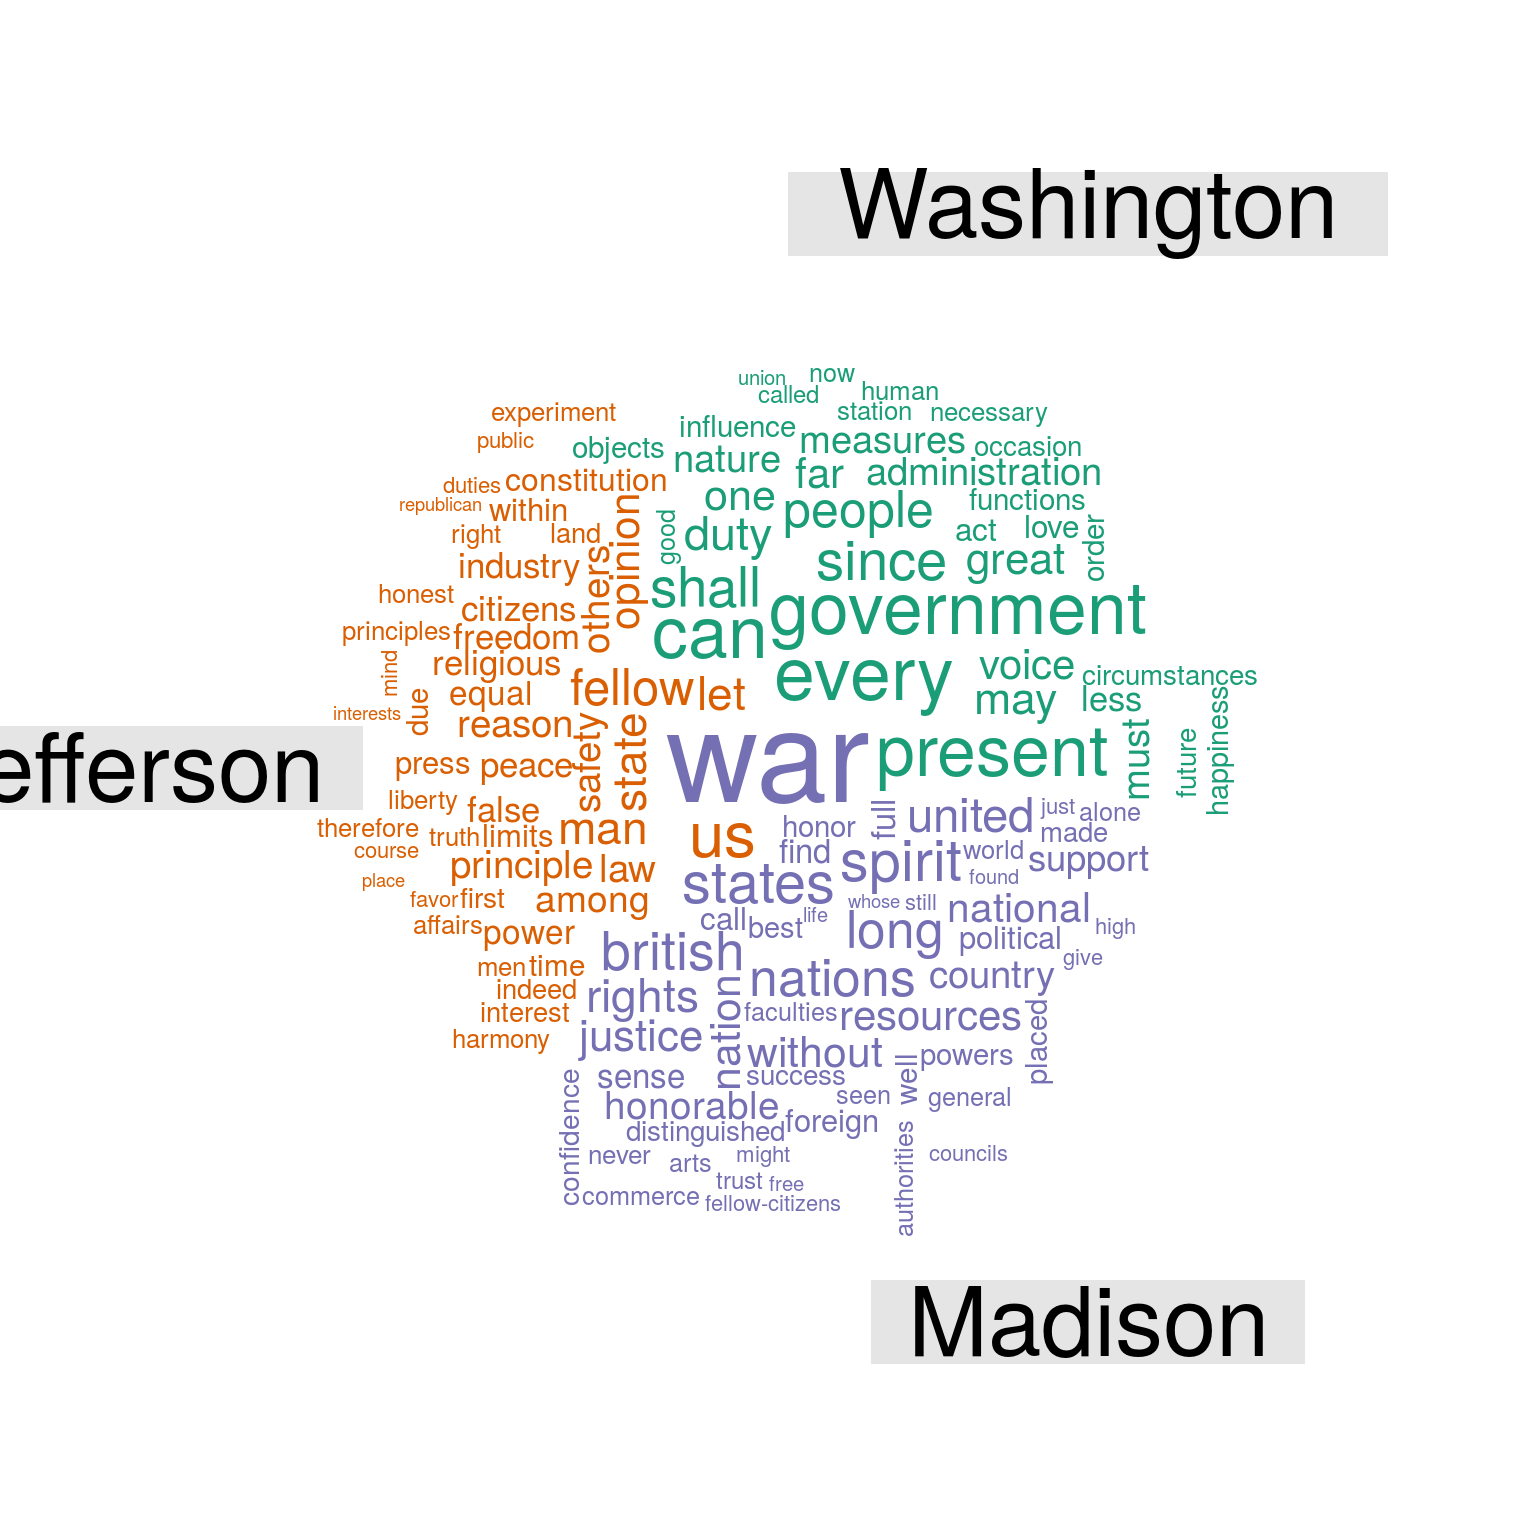 Washington
union now
called human
experiment station necessary
public influence measures occasion
objects nature far administration
duties constitution one people functions
republican within good duty act love order
right land opinion since great
industry others shall government
honest citizens can
principles freedom every voice circumstances
mind religious fellow let may less
interests due equal state present must future happiness
reason safety war
efferson
press peace
liberty false man us honor full united just alone
therefore truth limits find spirit world made
course principle law states found support
place among whose still national
favor first call best life long political high
affairs power british give
men time nations country
indeed rights nation faculties resources placed
interest justice without powers
harmony sense success well
confidence honorable seen general
distinguished foreign authorities
never arts might councils
trust free
commerce fellow-citizens
Madison